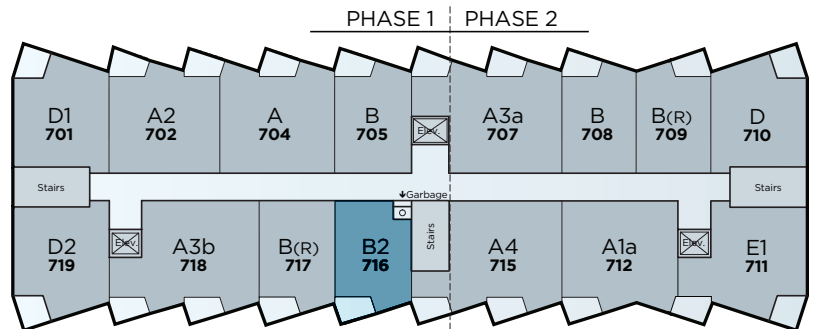 PHASE 1 PHASE 2
D1 A2 A B A3a B B(R) D
701 702 704 705 Elev. 707 708 709 710
Stairs Stairs
Garbage
D2 Elev. A3b B(R) B2 Stairs A4 A1a Elev. E1
719 718 717 716 715 712 711